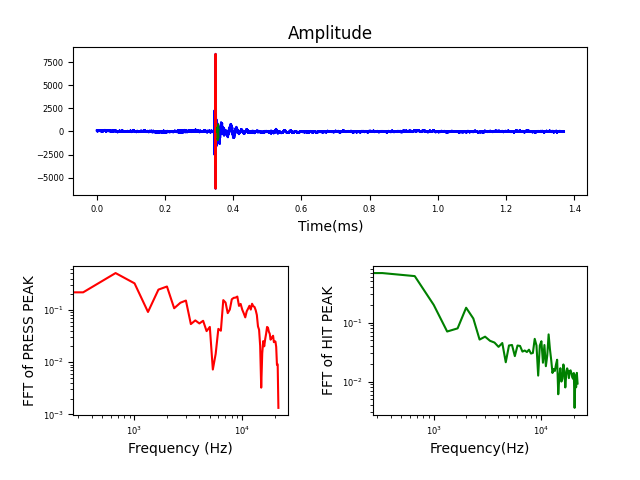 Amplitude
7500
5000
2500
0
−2500
−5000
0.0 0.2 0.4 0.6 0.8 1.0 1.2 1.4
Time(ms)
FFT of PRESS PEAK
10⁻¹
10⁻²
10⁻³
10³ 10⁴
Frequency (Hz)
FFT of HIT PEAK
10⁻¹
10⁻²
10³ 10⁴
Frequency(Hz)